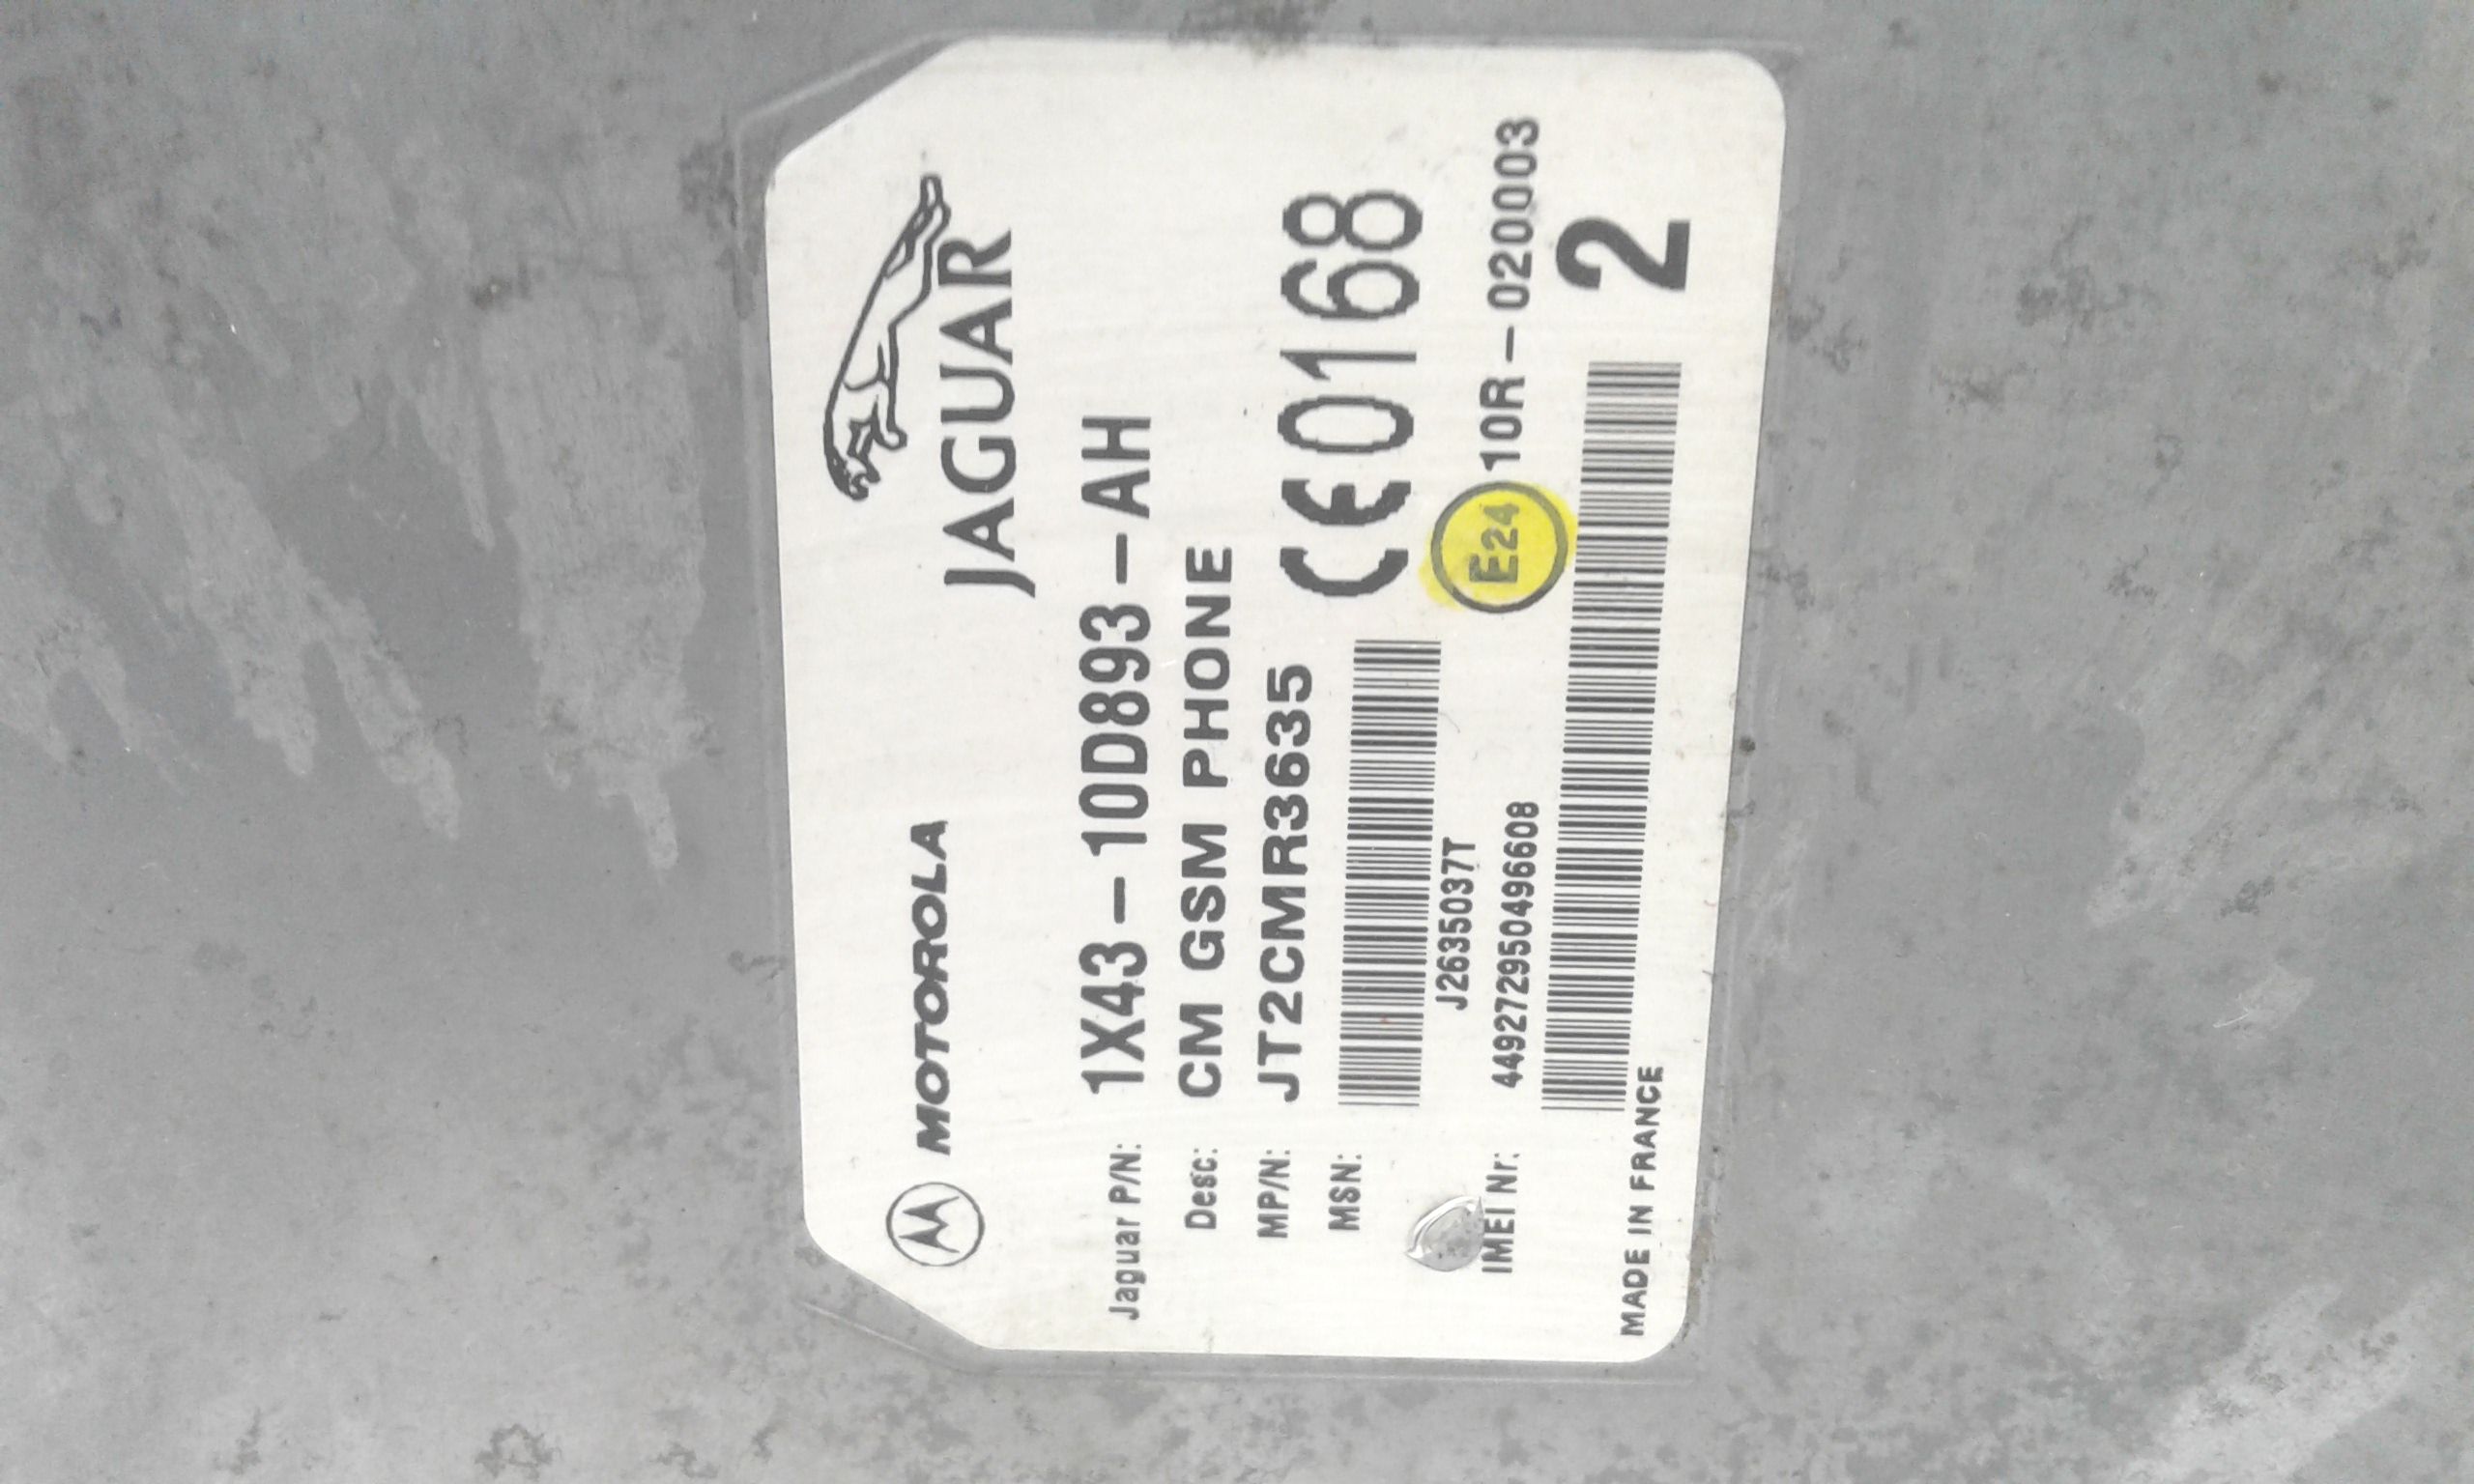 MOTOROLA
JAGUAR
Jaguar P/N: 1X43-10D893-AH
Desc: CM GSM PHONE
MP/N: JT2CMR3635
MSN:
CE0168
J2635037T
E24 10R-020003
IMEI Nr: 449272950496608
2
MADE IN FRANCE